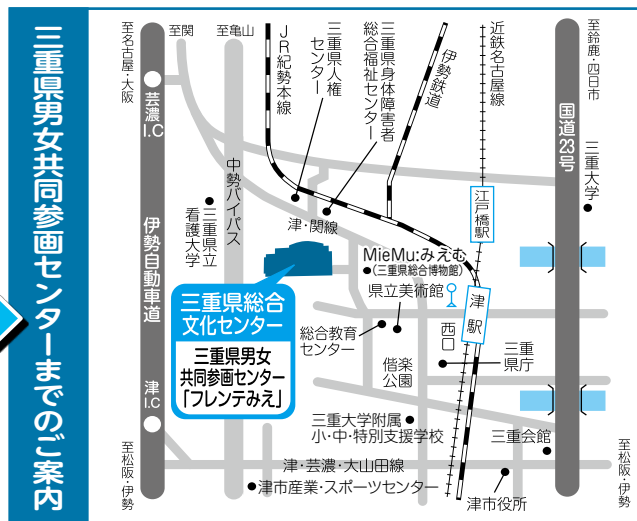 三重県男女共同参画センターまでのご案内
至名古屋・大阪
至関
至亀山
JR紀勢本線
三重県人権
センター
三重県身体障害者
総合福祉センター
伊勢鉄道
近鉄名古屋線
至鈴鹿・四日市
国道23号
芸濃
I.C
中勢バイパス
三重県立
看護大学
津・関線
江戸橋駅
三重大学
伊勢自動車道
MieMu:みえむ
(三重県総合博物館)
県立美術館
三重県総合
文化センター
三重県男女
共同参画センター
「フレンテみえ」
総合教育
センター
偕楽
公園
津駅
西口
三重
県庁
津
I.C
三重大学附属
小・中・特別支援学校
三重会館
津・芸濃・大山田線
津市産業・スポーツセンター
津市役所
至松阪・伊勢
至松阪・伊勢